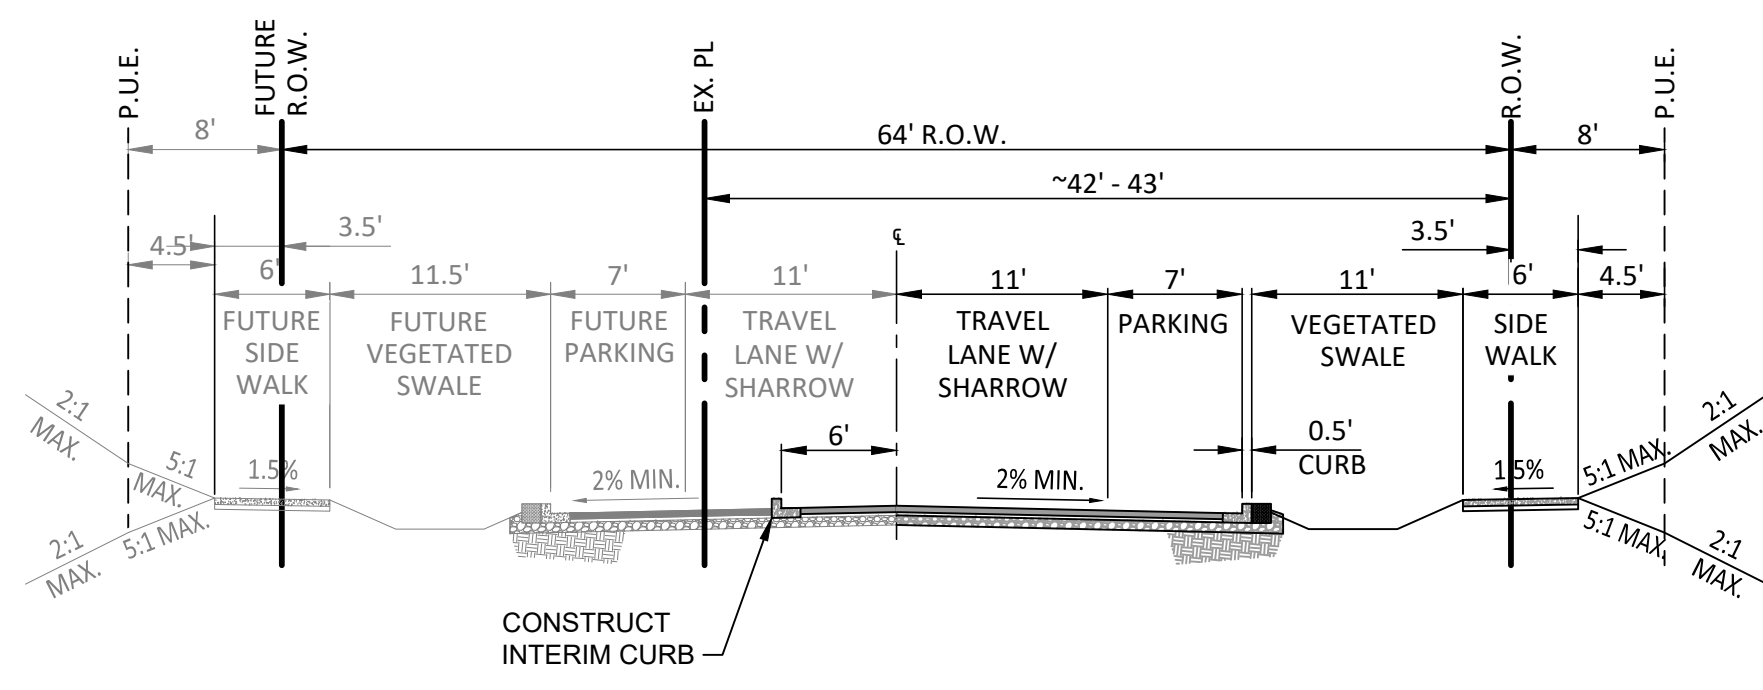 P.U.E.
FUTURE
R.O.W.
EX. PL
R.O.W.
P.U.E.
8'
64' R.O.W.
8'
~42' - 43'
4.5'
3.5'
℄
3.5'
6'
11.5'
7'
11'
11'
7'
11'
6'
4.5'
FUTURE
SIDE
WALK
FUTURE
VEGETATED
SWALE
FUTURE
PARKING
TRAVEL
LANE W/
SHARROW
TRAVEL
LANE W/
SHARROW
PARKING
VEGETATED
SWALE
SIDE
WALK
2:1
MAX.
5:1
MAX.
1.5%
2% MIN.
6'
2% MIN.
0.5'
CURB
1.5%
5:1 MAX.
2:1
MAX.
2:1
MAX.
5:1 MAX.
5:1 MAX.
2:1
MAX.
CONSTRUCT
INTERIM CURB